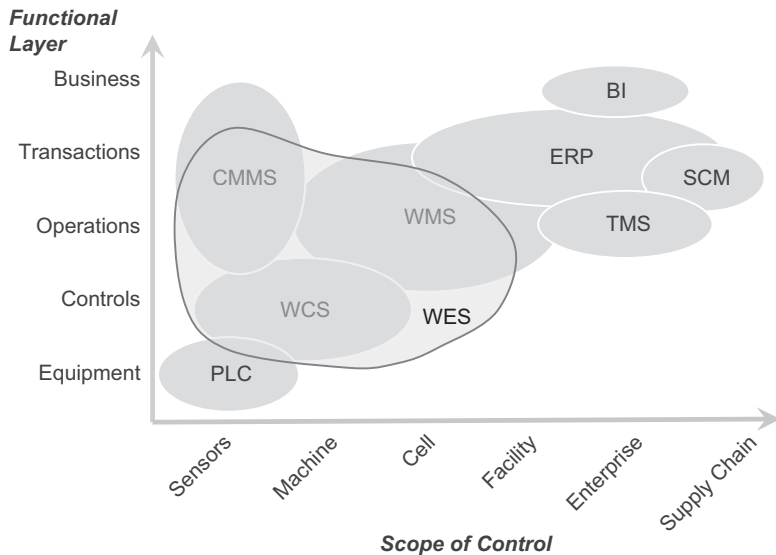 Functional
Layer
Business
BI
Transactions
ERP
CMMS
SCM
WMS
Operations
TMS
Controls
WCS
WES
Equipment
PLC
Sensors
Machine
Cell
Facility
Enterprise
Supply Chain
Scope of Control